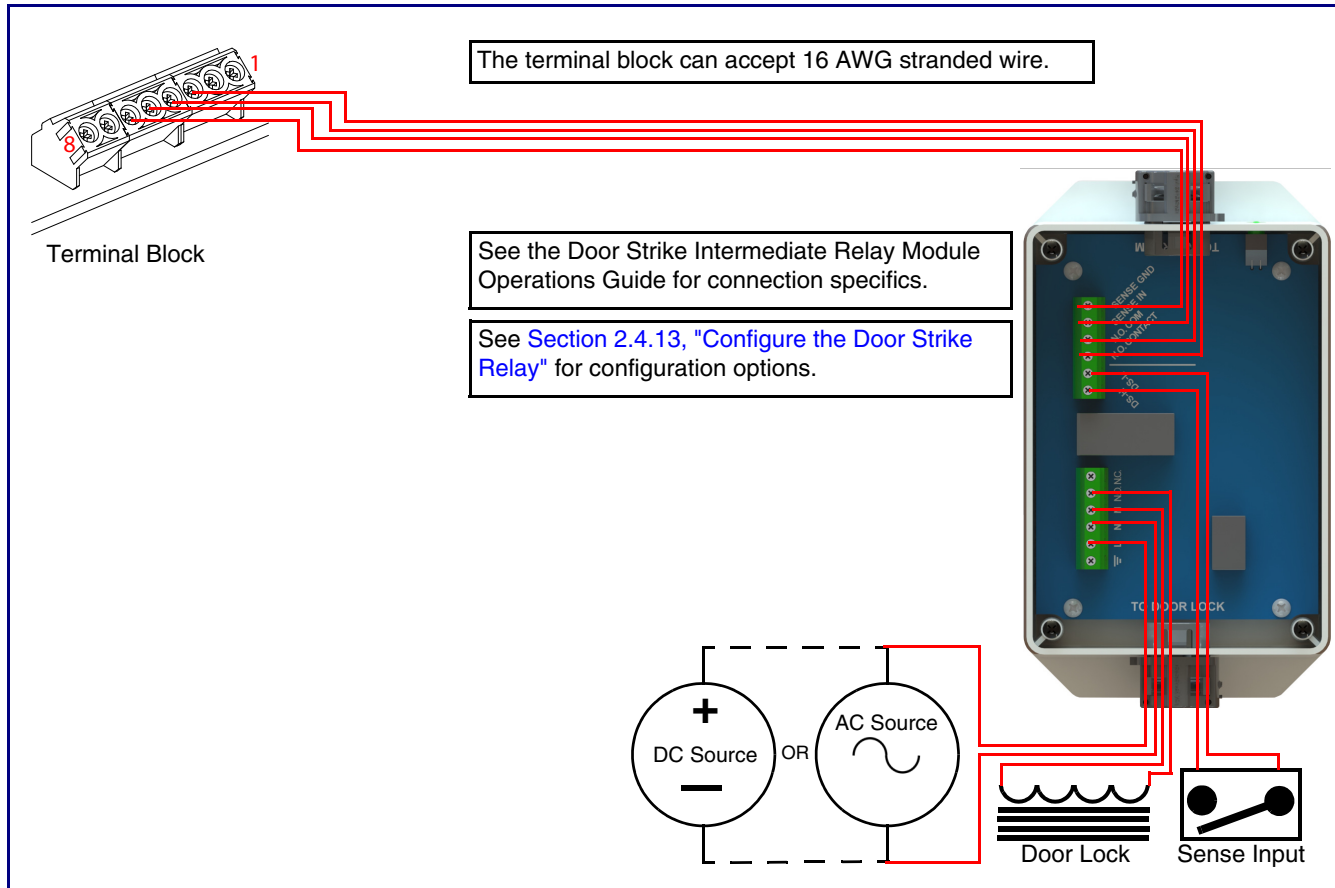 The terminal block can accept 16 AWG stranded wire.
1
8
Terminal Block
See the Door Strike Intermediate Relay Module
Operations Guide for connection specifics.
See Section 2.4.13, "Configure the Door Strike
Relay" for configuration options.
SENSE GND
SENSE IN
N.O. COM
N.O. CONTACT
DS-1
N.C.
N.O.
N
L
TO DOOR LOCK
+
DC Source
OR
AC Source
Door Lock
Sense Input